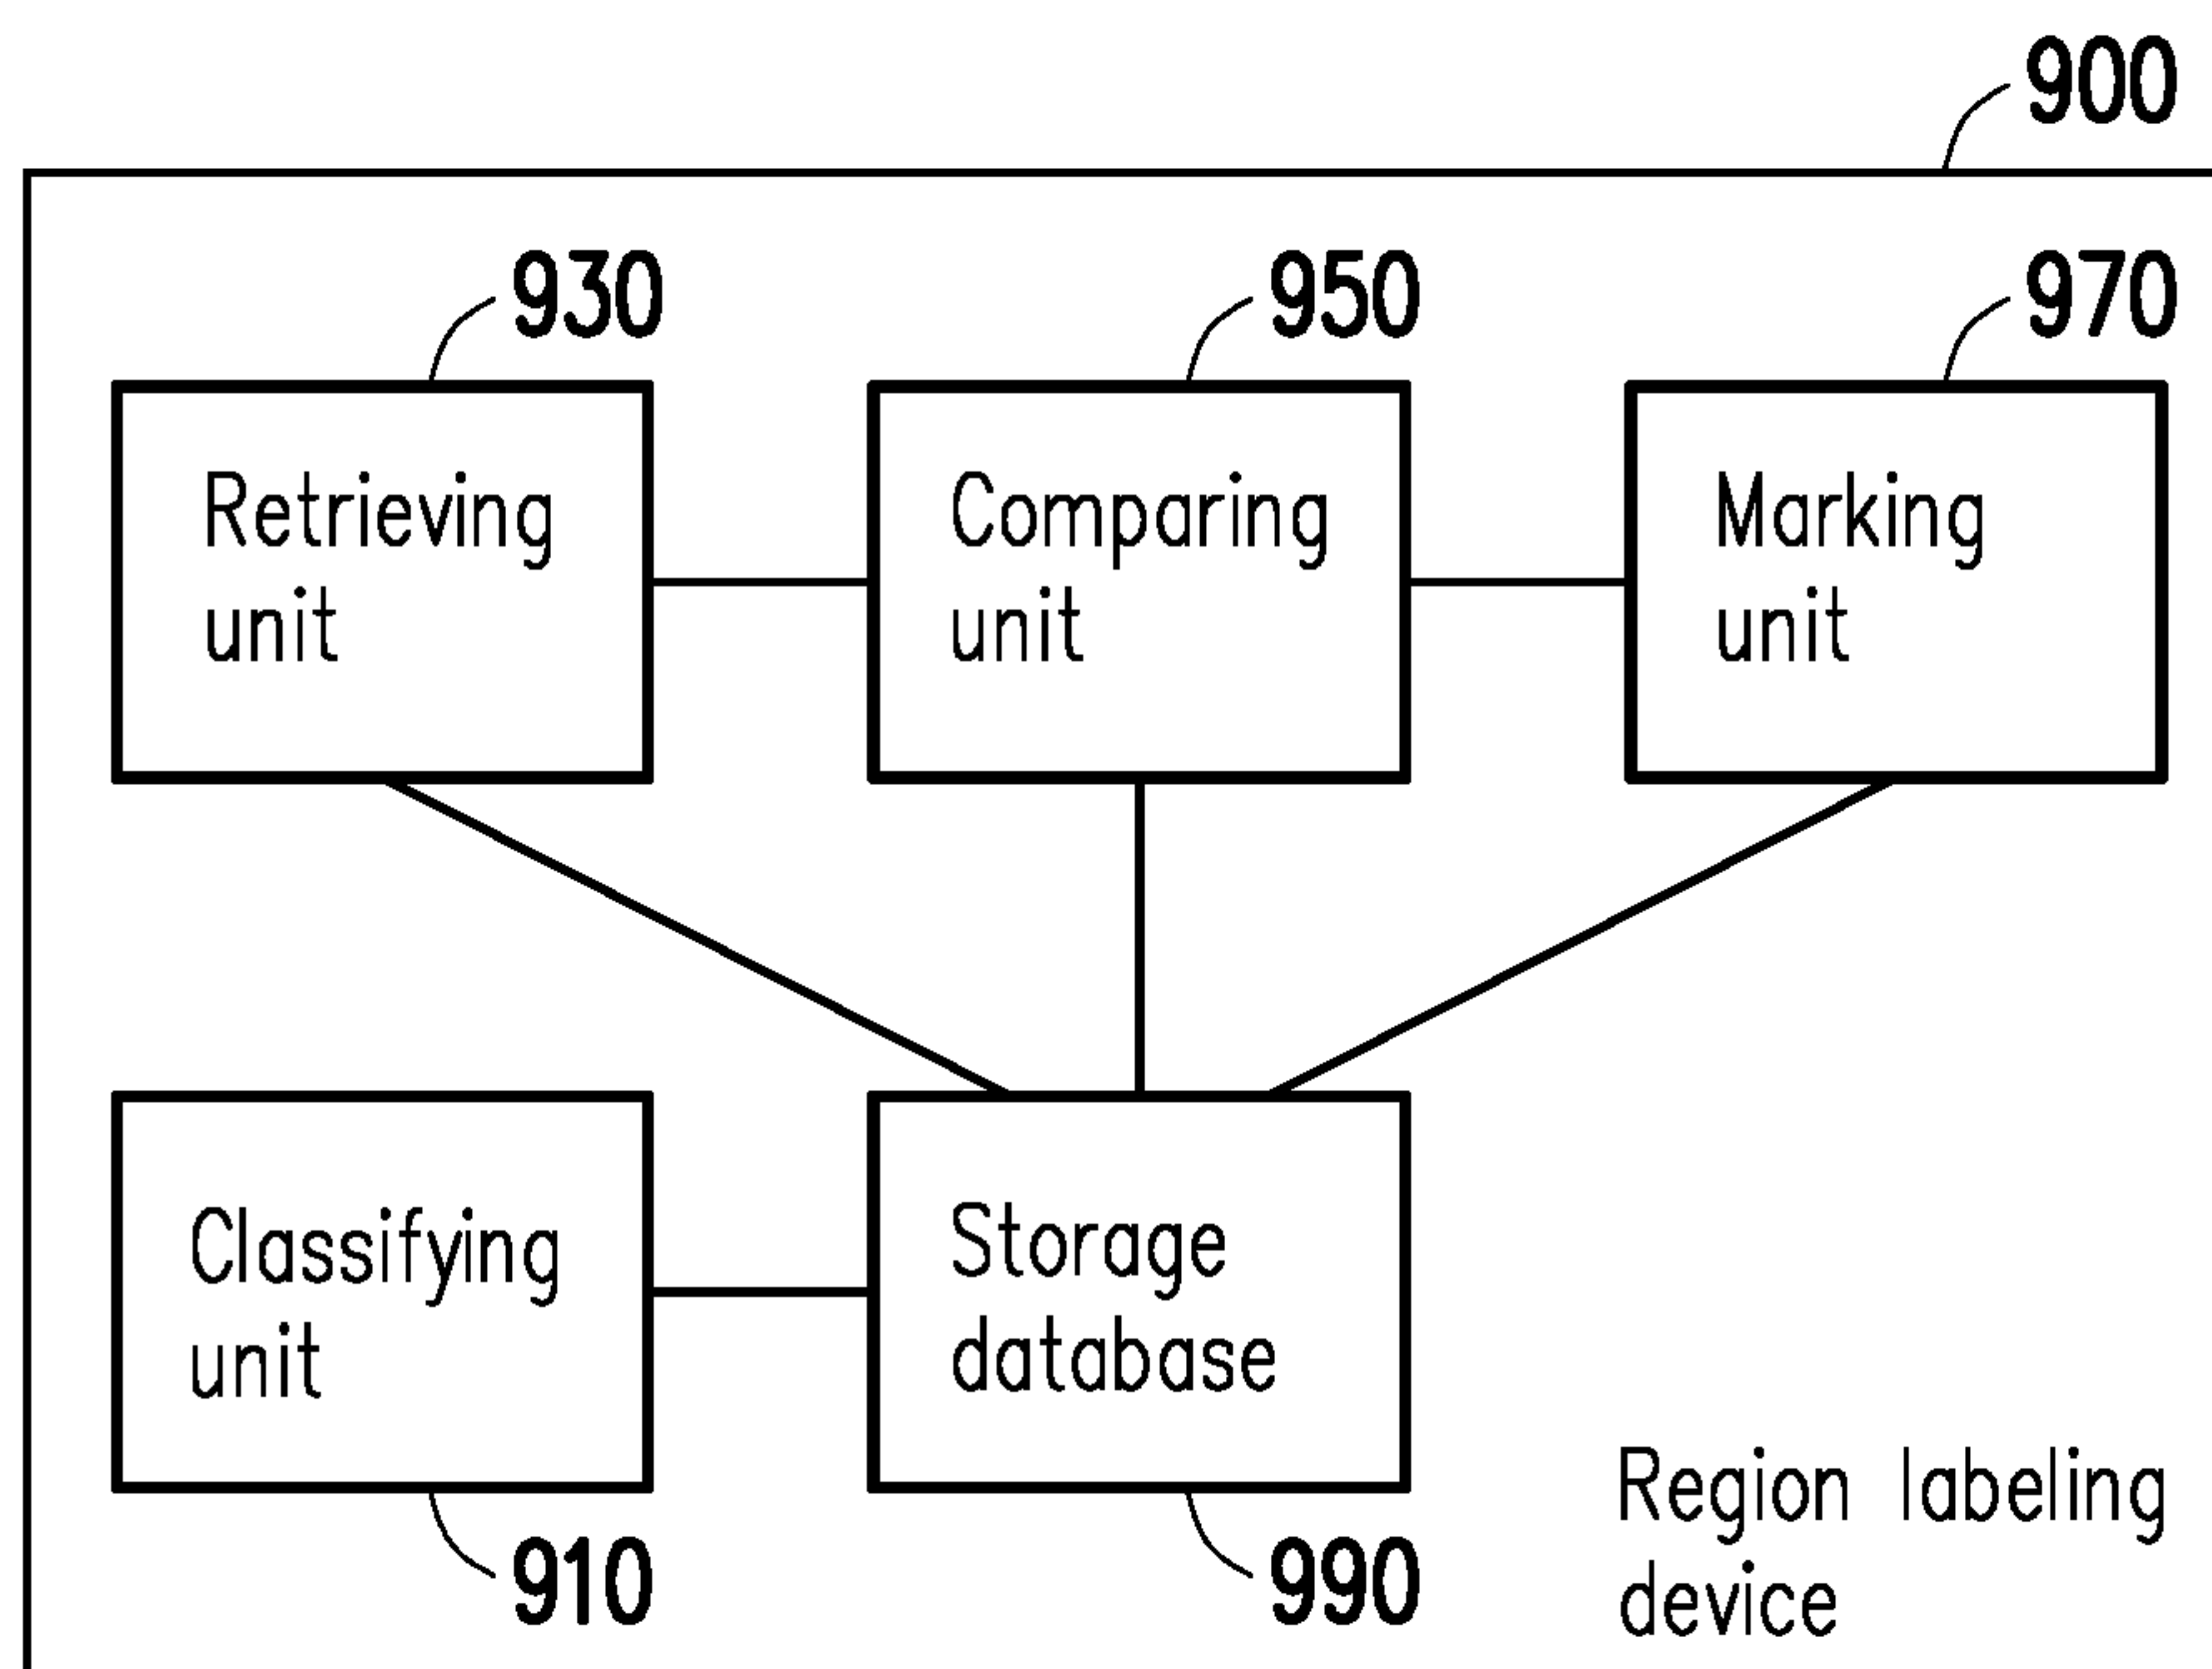 900
930
950
970
Retrieving
unit
Comparing
unit
Marking
unit
Classifying
unit
Storage
database
910
990
Region labeling
device